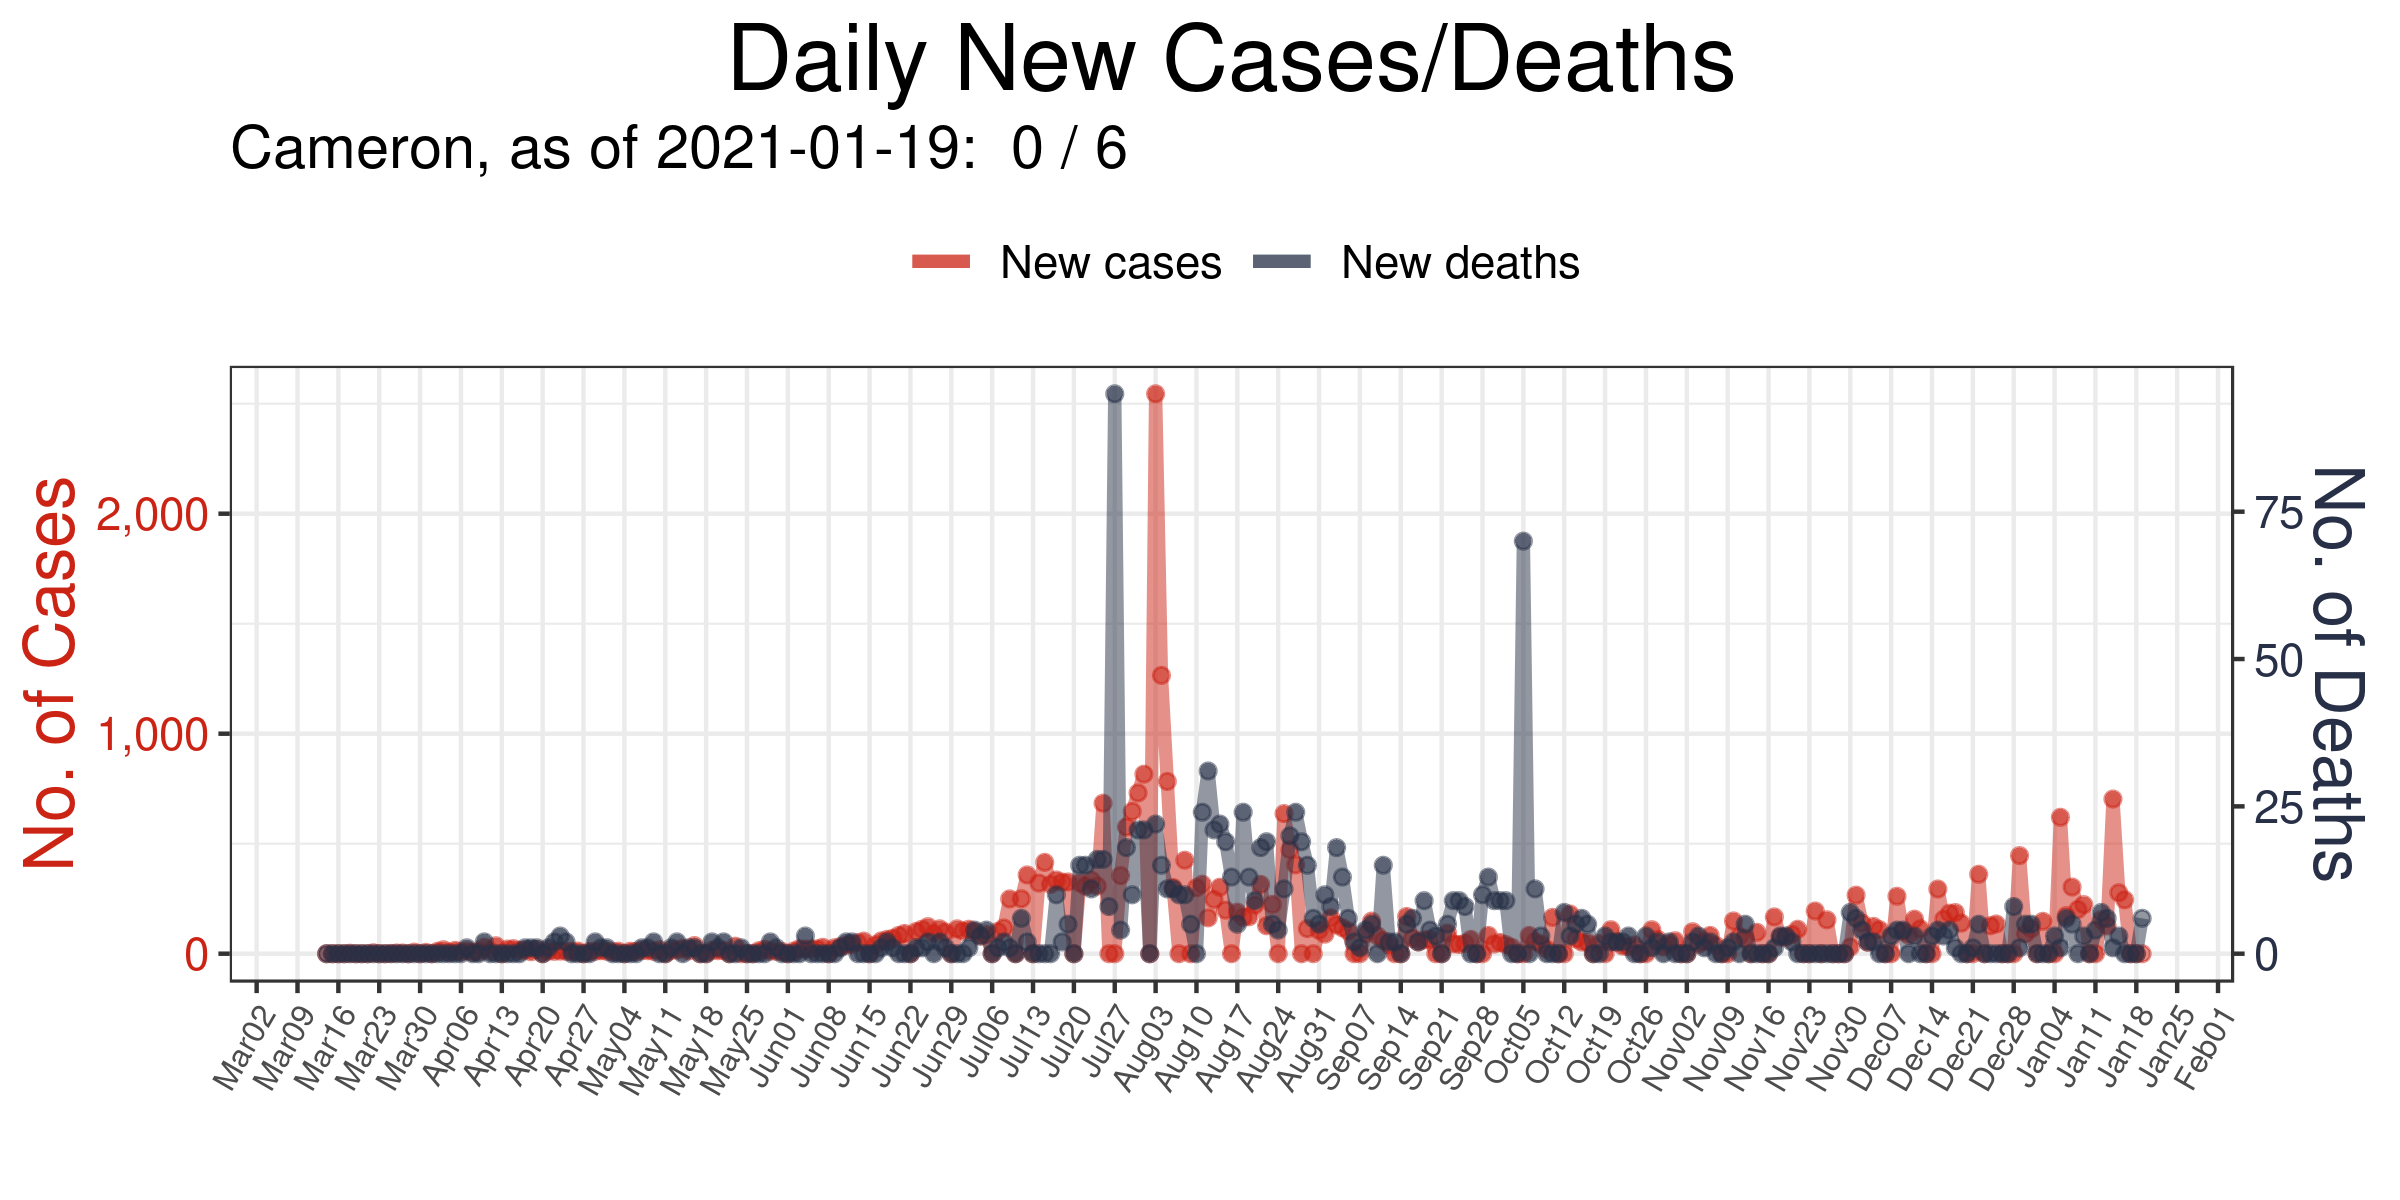 Daily New Cases/Deaths
Cameron, as of 2021-01-19:  0 / 6
New cases New deaths
No. of Cases
2,000
1,000
0
75
50
25
0
No. of Deaths
Mar02 Mar09 Mar16 Mar23 Mar30 Apr06 Apr13 Apr20 Apr27 May04 May11 May18 May25 Jun01 Jun08 Jun15 Jun22 Jun29 Jul06 Jul13 Jul20 Jul27 Aug03 Aug10 Aug17 Aug24 Aug31 Sep07 Sep14 Sep21 Sep28 Oct05 Oct12 Oct19 Oct26 Nov02 Nov09 Nov16 Nov23 Nov30 Dec07 Dec14 Dec21 Dec28 Jan04 Jan11 Jan18 Jan25 Feb01